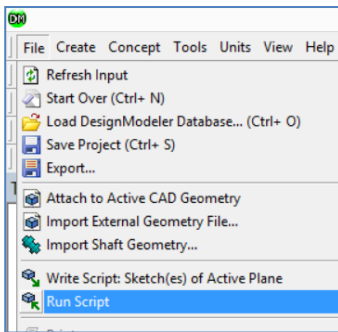 DM
File Create Concept Tools Units View Help
Refresh Input
Start Over (Ctrl+ N)
Load DesignModeler Database... (Ctrl+ O)
Save Project (Ctrl+ S)
Export...
Attach to Active CAD Geometry
Import External Geometry File...
Import Shaft Geometry...
Write Script: Sketch(es) of Active Plane
Run Script